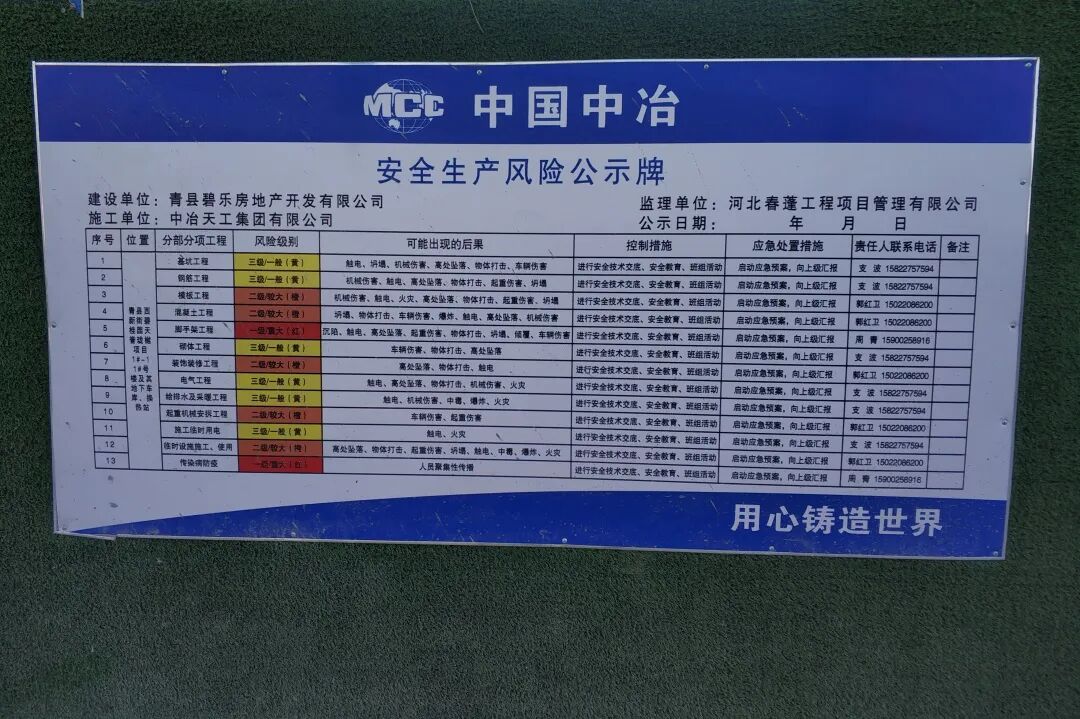 MCC 中国中冶
安全生产风险公示牌
建设单位：青县碧乐房地产开发有限公司 监理单位：河北春蓬工程项目管理有限公司
施工单位：中冶天工集团有限公司 公示日期： 年 月 日
序号 位置 分部分项工程 风险级别 可能出现的后果 控制措施 应急处置措施 责任人联系电话 备注
青县西新街碧桂园天誉珑樾项目1#-11#号楼及其地下车库、换热站
1 基坑工程 三级/一般（黄） 触电、坍塌、机械伤害、高处坠落、物体打击、车辆伤害 进行安全技术交底、安全教育、班组活动 启动应急预案，向上级汇报 支 波 15822757594
2 钢筋工程 三级/一般（黄） 机械伤害、触电、高处坠落、物体打击、起重伤害、坍塌 进行安全技术交底、安全教育、班组活动 启动应急预案，向上级汇报 支 波 15822757594
3 模板工程 二级/较大（橙） 机械伤害、触电、火灾、高处坠落、物体打击、起重伤害、坍塌 进行安全技术交底、安全教育、班组活动 启动应急预案，向上级汇报 郭红卫 15022086200
4 混凝土工程 二级/较大（橙） 坍塌、物体打击、车辆伤害、爆炸、触电、高处坠落、机械伤害 进行安全技术交底、安全教育、班组活动 启动应急预案，向上级汇报 郭红卫 15022086200
5 脚手架工程 一级/重大（红） 沉陷、触电、高处坠落、起重伤害、物体打击、坍塌、倾覆、车辆伤害 进行安全技术交底、安全教育、班组活动 启动应急预案，向上级汇报 周 青 15900258916
6 砌体工程 三级/一般（黄） 车辆伤害、物体打击、高处坠落 进行安全技术交底、安全教育、班组活动 启动应急预案，向上级汇报 支 波 15822757594
7 装饰装修工程 二级/较大（橙） 高处坠落、物体打击、触电 进行安全技术交底、安全教育、班组活动 启动应急预案，向上级汇报 郭红卫 15022086200
8 电气工程 三级/一般（黄） 触电、高处坠落、物体打击、机械伤害、火灾 进行安全技术交底、安全教育、班组活动 启动应急预案，向上级汇报 支 波 15822757594
9 给排水及采暖工程 三级/一般（黄） 触电、机械伤害、中毒、爆炸、火灾 进行安全技术交底、安全教育、班组活动 启动应急预案，向上级汇报 支 波 15822757594
10 起重机械安拆工程 二级/较大（橙） 车辆伤害、起重伤害 进行安全技术交底、安全教育、班组活动 启动应急预案，向上级汇报 郭红卫 15022086200
11 施工临时用电 三级/一般（黄） 触电、火灾 进行安全技术交底、安全教育、班组活动 启动应急预案，向上级汇报 支 波 15822757594
12 临时设施施工、使用 二级/较大（橙） 高处坠落、物体打击、起重伤害、坍塌、触电、中毒、爆炸、火灾 进行安全技术交底、安全教育、班组活动 启动应急预案，向上级汇报 郭红卫 15022086200
13 传染病防疫 一级/重大（红） 人员聚集性传播 进行安全技术交底、安全教育、班组活动 启动应急预案，向上级汇报 周 青 15900258916
用心铸造世界